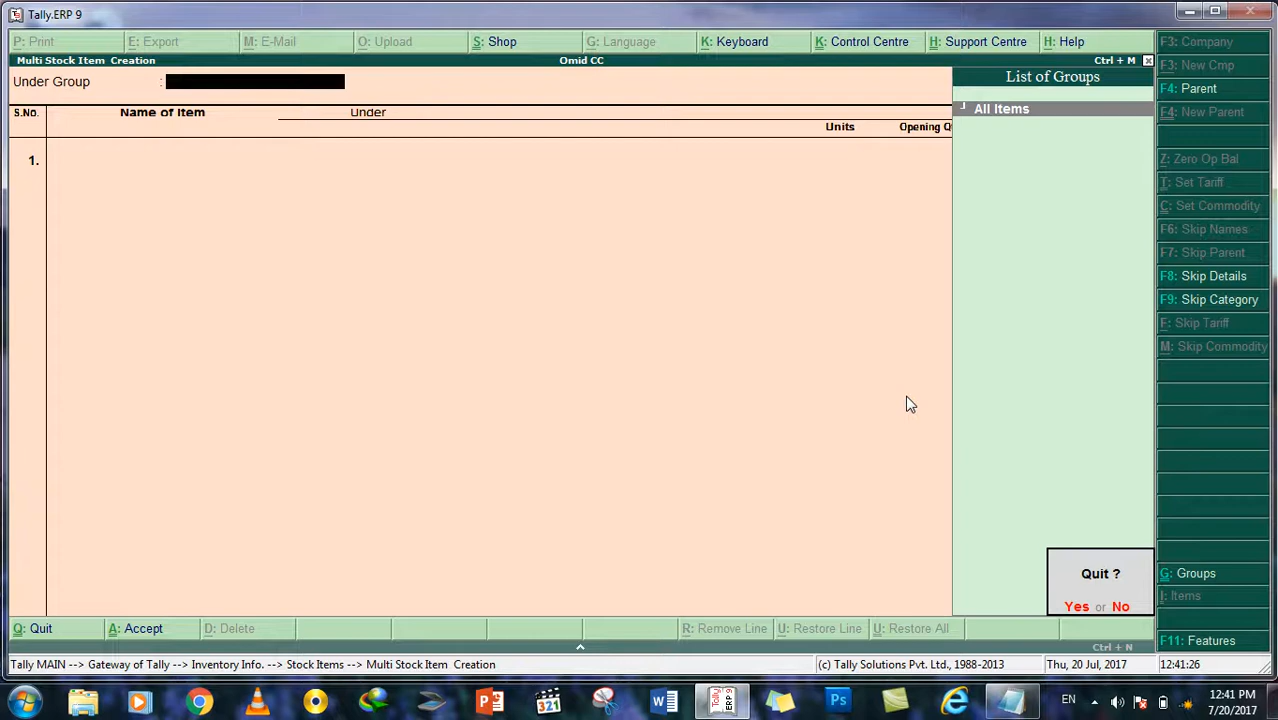 Tally.ERP 9
P: Print E: Export M: E-Mail O: Upload S: Shop G: Language K: Keyboard K: Control Centre H: Support Centre H: Help
Multi Stock Item Creation Omid CC Ctrl + M
Under Group :
S.No. Name of Item Under
Units Opening Q
1.
List of Groups
All Items
F3: Company
F3: New Cmp
F4: Parent
F4: New Parent
Z: Zero Op Bal
T: Set Tariff
C: Set Commodity
F6: Skip Names
F7: Skip Parent
F8: Skip Details
F9: Skip Category
F: Skip Tariff
M: Skip Commodity
G: Groups
I: Items
F11: Features
Quit ?
Yes or No
Q: Quit A: Accept D: Delete R: Remove Line U: Restore Line U: Restore All
Ctrl + N
Tally MAIN --> Gateway of Tally --> Inventory Info. --> Stock Items --> Multi Stock Item Creation (c) Tally Solutions Pvt. Ltd., 1988-2013 Thu, 20 Jul, 2017 12:41:26
321 Tally ERP 9 Ps EN 12:41 PM
7/20/2017